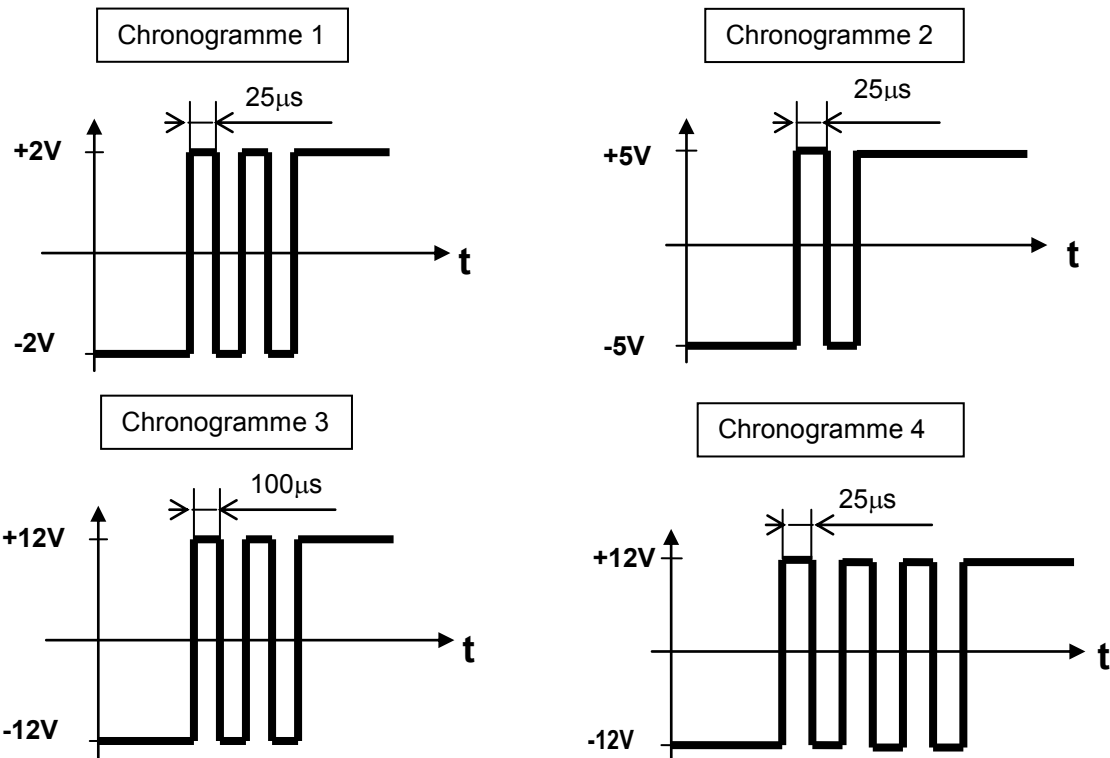 Chronogramme 1
25μs
+2V
t
-2V
Chronogramme 2
25μs
+5V
t
-5V
Chronogramme 3
100μs
+12V
t
-12V
Chronogramme 4
25μs
+12V
t
-12V